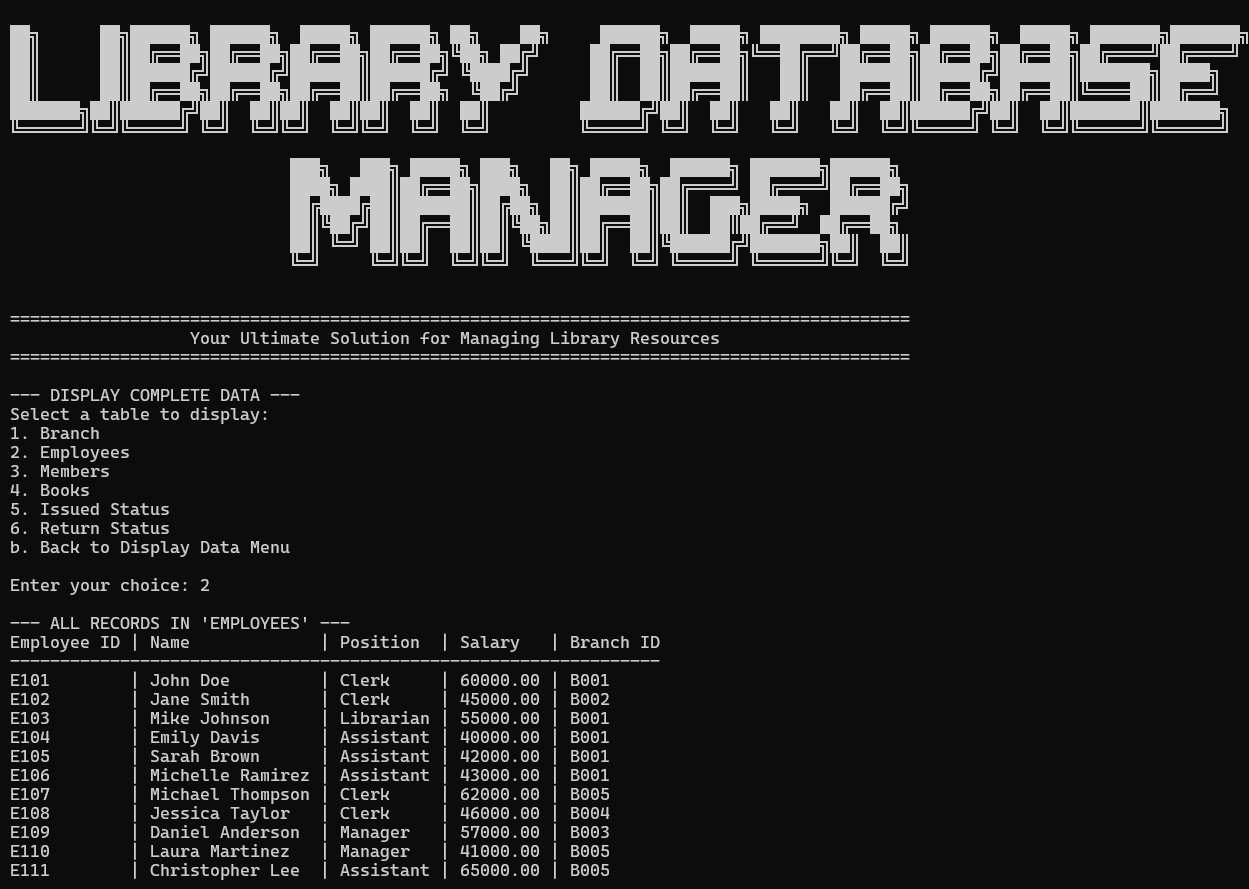 LIBRARY DATABASE
MANAGER
==========================================================================================
Your Ultimate Solution for Managing Library Resources
==========================================================================================
--- DISPLAY COMPLETE DATA ---
Select a table to display:
1. Branch
2. Employees
3. Members
4. Books
5. Issued Status
6. Return Status
b. Back to Display Data Menu
Enter your choice: 2
--- ALL RECORDS IN 'EMPLOYEES' ---
Employee ID | Name             | Position  | Salary   | Branch ID
-----------------------------------------------------------------
E101        | John Doe         | Clerk     | 60000.00 | B001
E102        | Jane Smith       | Clerk     | 45000.00 | B002
E103        | Mike Johnson     | Librarian | 55000.00 | B001
E104        | Emily Davis      | Assistant | 40000.00 | B001
E105        | Sarah Brown      | Assistant | 42000.00 | B001
E106        | Michelle Ramirez | Assistant | 43000.00 | B001
E107        | Michael Thompson | Clerk     | 62000.00 | B005
E108        | Jessica Taylor   | Clerk     | 46000.00 | B004
E109        | Daniel Anderson  | Manager   | 57000.00 | B003
E110        | Laura Martinez   | Manager   | 41000.00 | B005
E111        | Christopher Lee  | Assistant | 65000.00 | B005